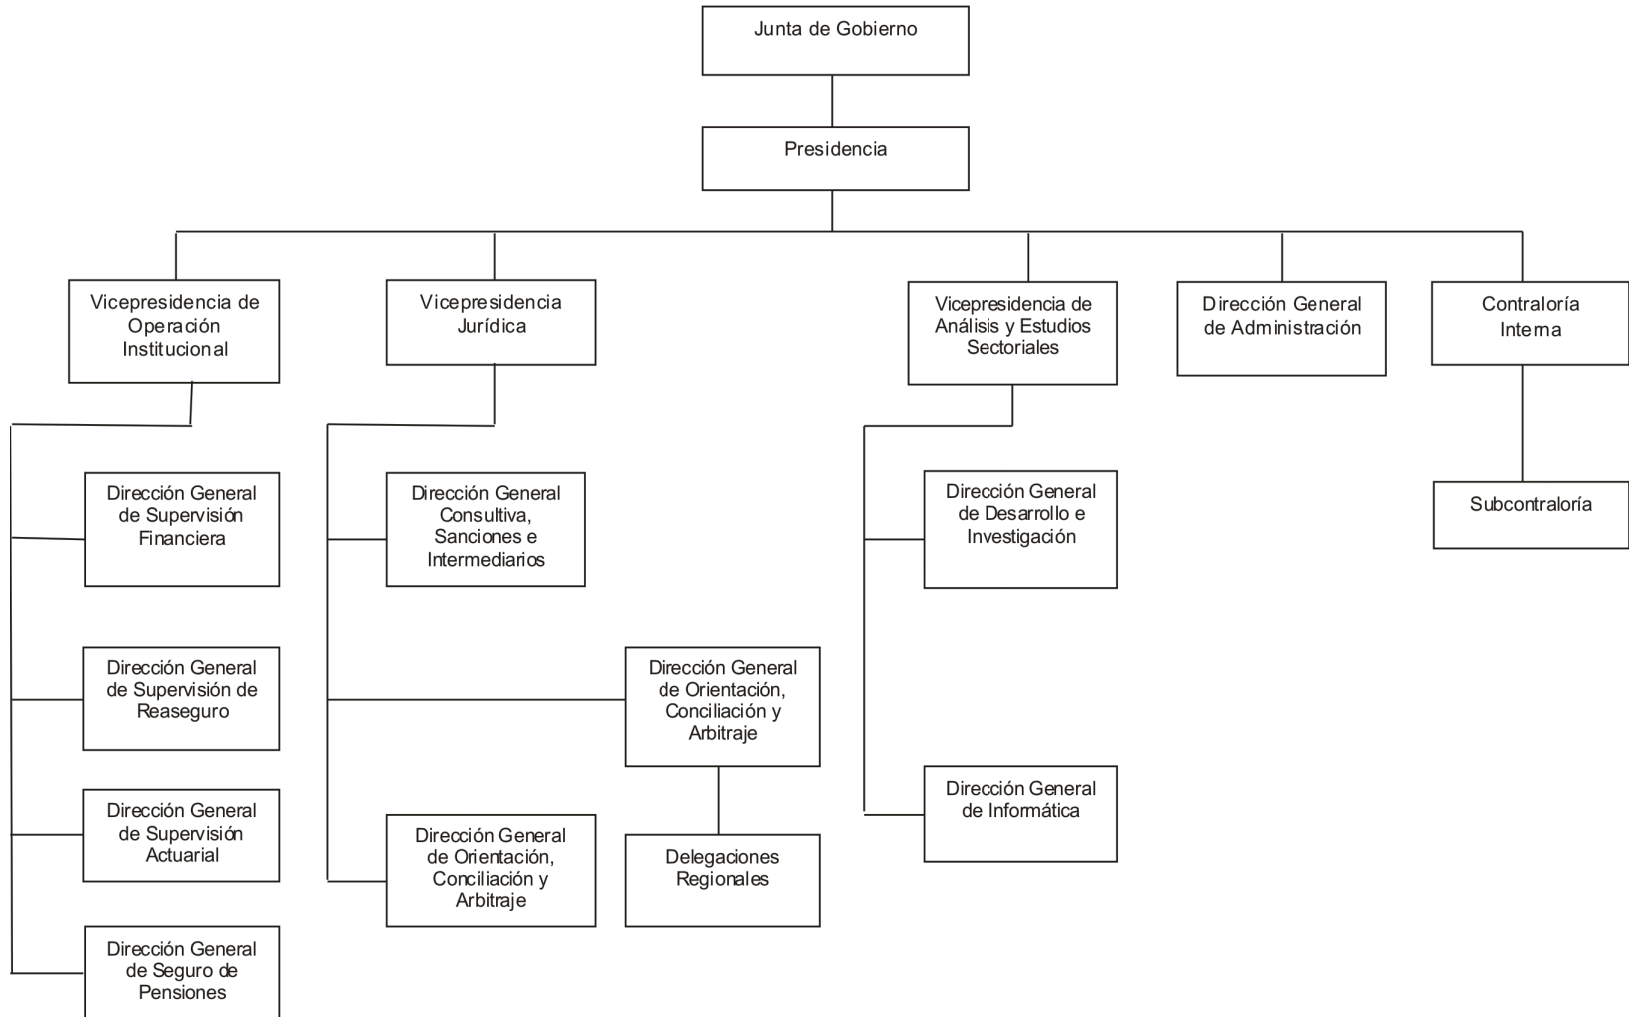 Junta de Gobierno
Presidencia
Vicepresidencia de
Operación
Institucional
Vicepresidencia
Jurídica
Vicepresidencia de
Análisis y Estudios
Sectoriales
Dirección General
de Administración
Contraloría
Interna
Dirección General
de Supervisión
Financiera
Dirección General
Consultiva,
Sanciones e
Intermediarios
Dirección General
de Desarrollo e
Investigación
Subcontraloría
Dirección General
de Supervisión de
Reaseguro
Dirección General
de Orientación,
Conciliación y
Arbitraje
Dirección General
de Supervisión
Actuarial
Dirección General
de Orientación,
Conciliación y
Arbitraje
Delegaciones
Regionales
Dirección General
de Informática
Dirección General
de Seguro de
Pensiones